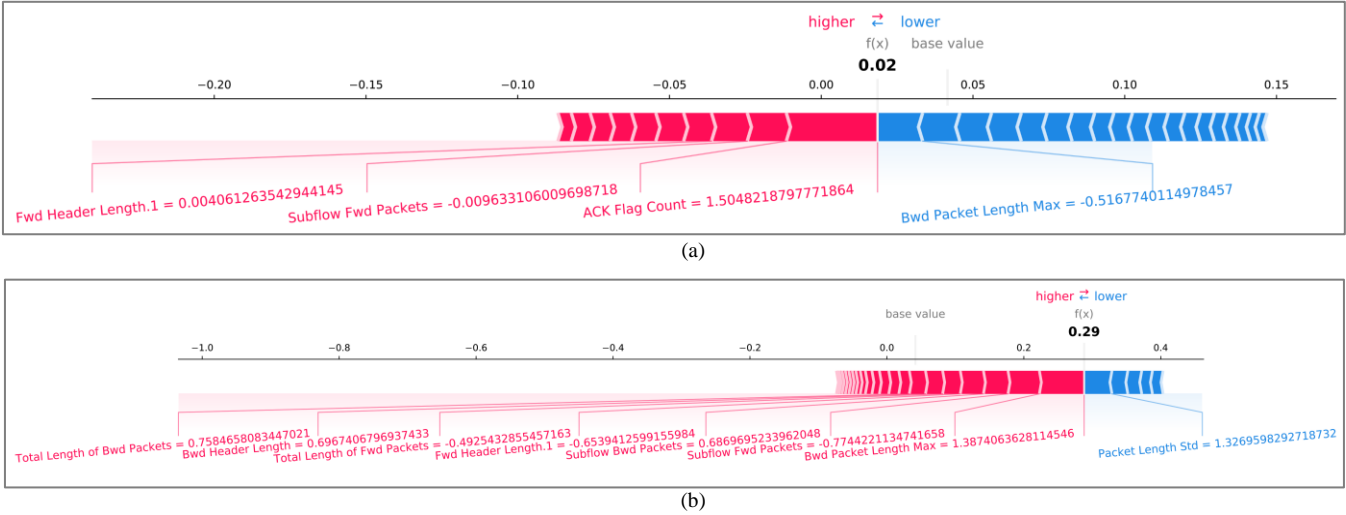 higher ⇄ lower
f(x) base value
0.02
−0.20 −0.15 −0.10 −0.05 0.00 0.05 0.10 0.15
Fwd Header Length.1 = 0.004061263542944145
Subflow Fwd Packets = -0.009633106009698718
ACK Flag Count = 1.5048218797771864
Bwd Packet Length Max = -0.5167740114978457
(a)
higher ⇄ lower
base value f(x)
0.29
−1.0 −0.8 −0.6 −0.4 −0.2 0.0 0.2 0.4
Total Length of Bwd Packets = 0.7584658083447021
Bwd Header Length = 0.6967406796937433
Total Length of Fwd Packets = -0.4925432855457163
Fwd Header Length.1 = -0.6539412599155984
Subflow Bwd Packets = 0.6869695233962048
Subflow Fwd Packets = -0.7744221134741658
Bwd Packet Length Max = 1.3874063628114546
Packet Length Std = 1.3269598292718732
(b)